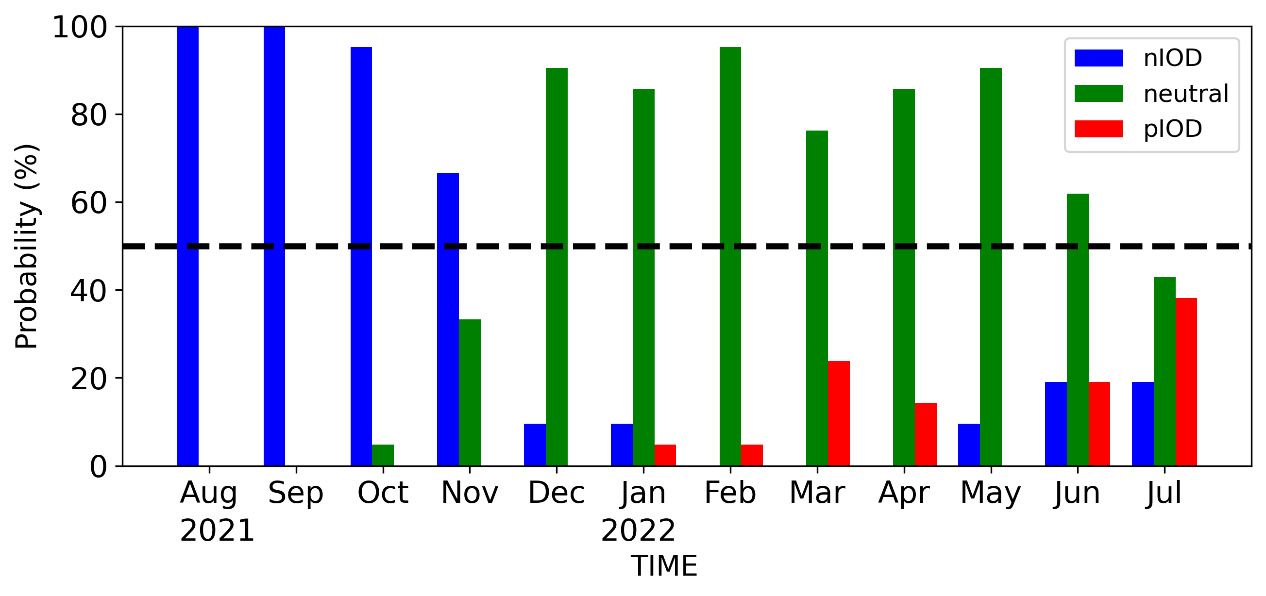 100
80
60
40
20
0
Probability (%)
nIOD
neutral
pIOD
Aug Sep Oct Nov Dec Jan Feb Mar Apr May Jun Jul
2021 2022
TIME